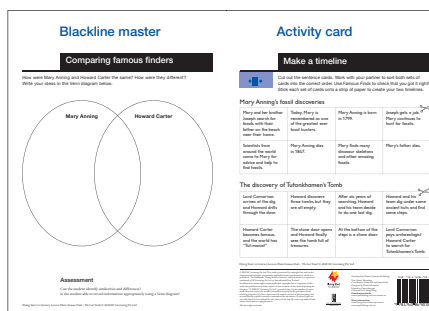 Blackline master
Comparing famous finders
How were Mary Anning and Howard Carter the same? How were they different?
Write your ideas in the Venn diagram below.
Mary Anning
Howard Carter
Assessment
Can the student identify similarities and differences?
Is the student able to record information appropriately using a Venn diagram?
Activity card
Make a timeline
Cut out the sentence cards. Work with your partner to sort both sets of
cards into the correct order. Use Famous Finds to check that you got it right!
Stick each set of cards onto a strip of paper to create your two timelines.
Mary Anning's fossil discoveries
Mary and her brother
Joseph search for
fossils with their
father on the beach
near their home.
Today, Mary is
remembered as one
of the greatest ever
fossil hunters.
Mary Anning is born
in 1799.
Joseph gets a job.
Mary continues to
hunt for fossils.
Scientists from
around the world
come to Mary for
advice and help to
find fossils.
Mary Anning dies
in 1847.
Mary finds many
dinosaur skeletons
and other amazing
fossils.
Mary's father dies.
The discovery of Tutankhamen's Tomb
Lord Carnarvon
arrives at the dig,
and Howard drills
through the door.
Howard discovers
three tombs but they
are all empty.
After six years of
searching, Howard
and his team decide
to do one last dig.
Howard and his
team dig under some
ancient huts and find
some steps.
Howard Carter
becomes famous,
and the world has
"Tut-mania!"
The stone door opens
and Howard finally
sees the tomb full of
treasures.
At the bottom of the
steps is a stone door.
Lord Carnarvon
pays archaeologist
Howard Carter
to search for
Tutankhamen's Tomb.